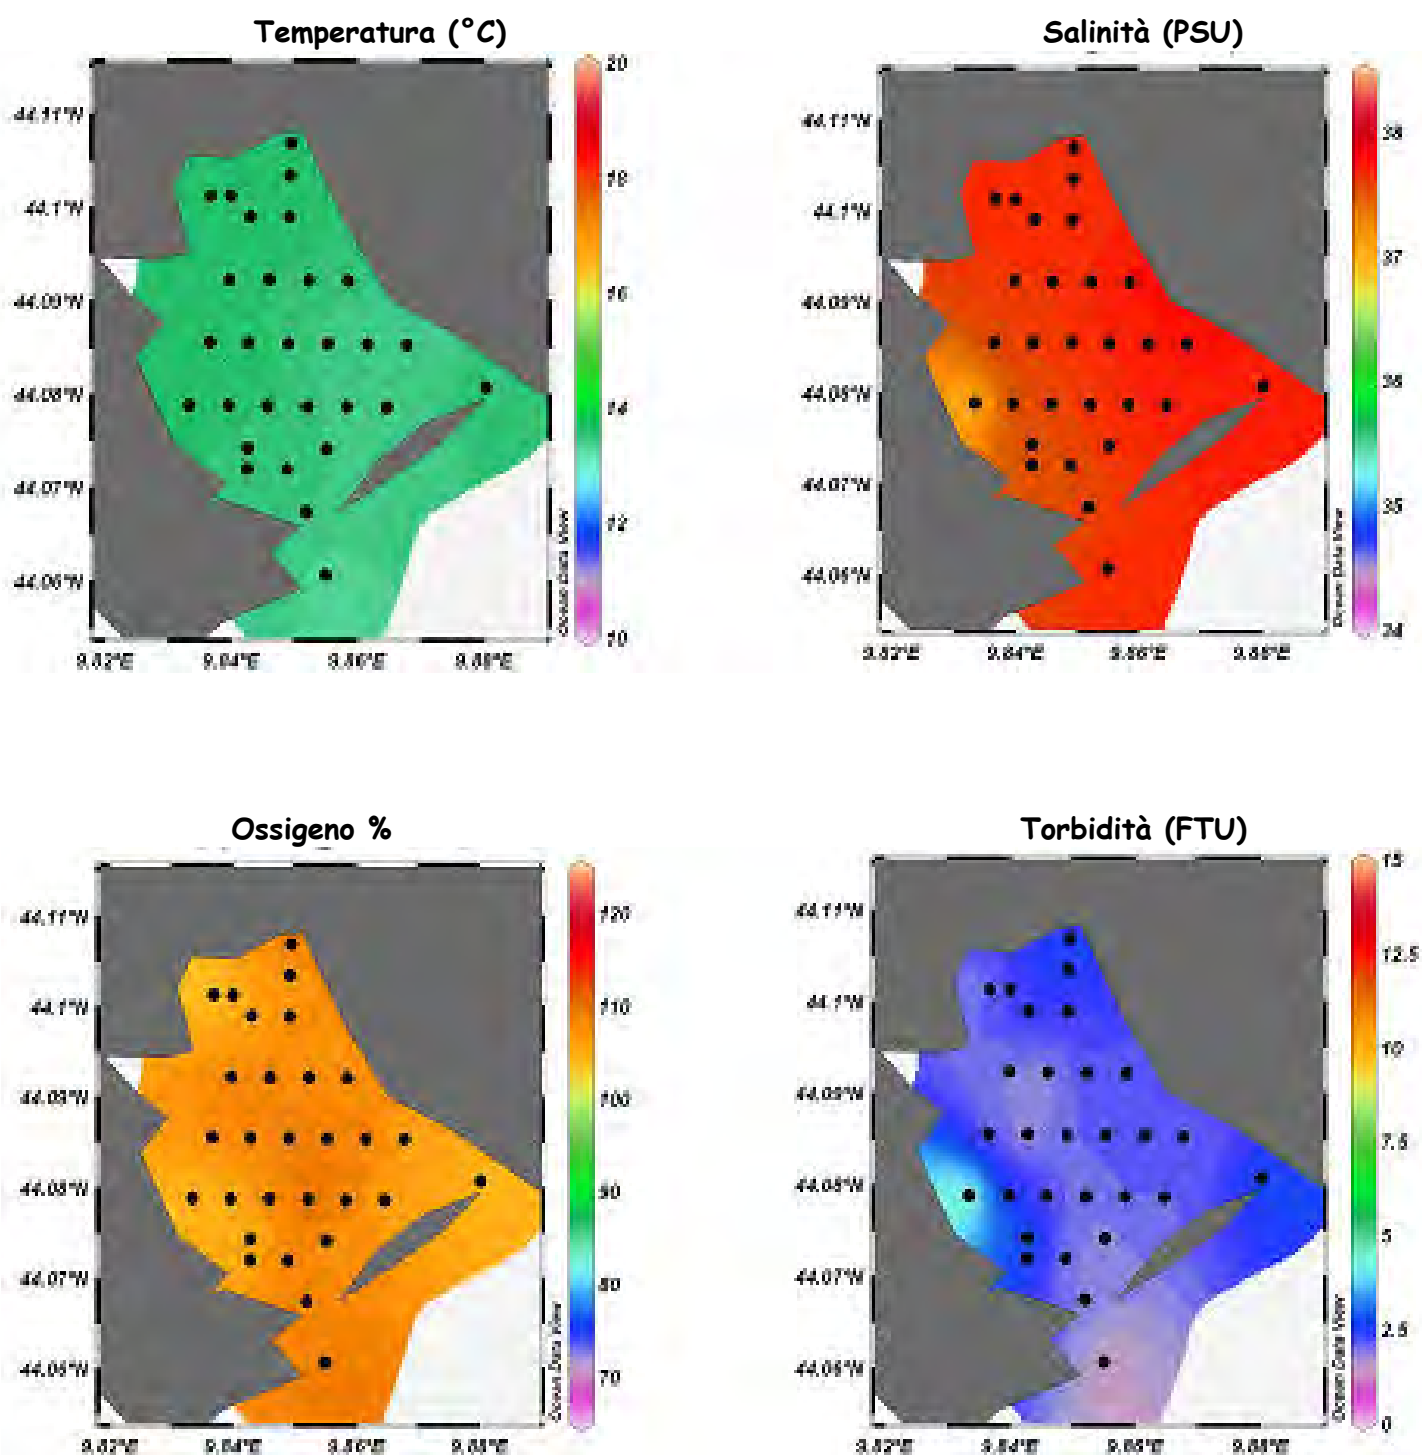 Temperatura (°C)
20
18
16
14
12
10
44.11°N
44.1°N
44.09°N
44.08°N
44.07°N
44.06°N
9.82°E 9.84°E 9.86°E 9.88°E
Ocean Data View
Salinità (PSU)
38
37
36
35
34
44.11°N
44.1°N
44.09°N
44.08°N
44.07°N
44.06°N
9.82°E 9.84°E 9.86°E 9.88°E
Ocean Data View
Ossigeno %
120
110
100
90
80
70
44.11°N
44.1°N
44.09°N
44.08°N
44.07°N
44.06°N
9.82°E 9.84°E 9.86°E 9.88°E
Ocean Data View
Torbidità (FTU)
15
12.5
10
7.5
5
2.5
0
44.11°N
44.1°N
44.09°N
44.08°N
44.07°N
44.06°N
9.82°E 9.84°E 9.86°E 9.88°E
Ocean Data View